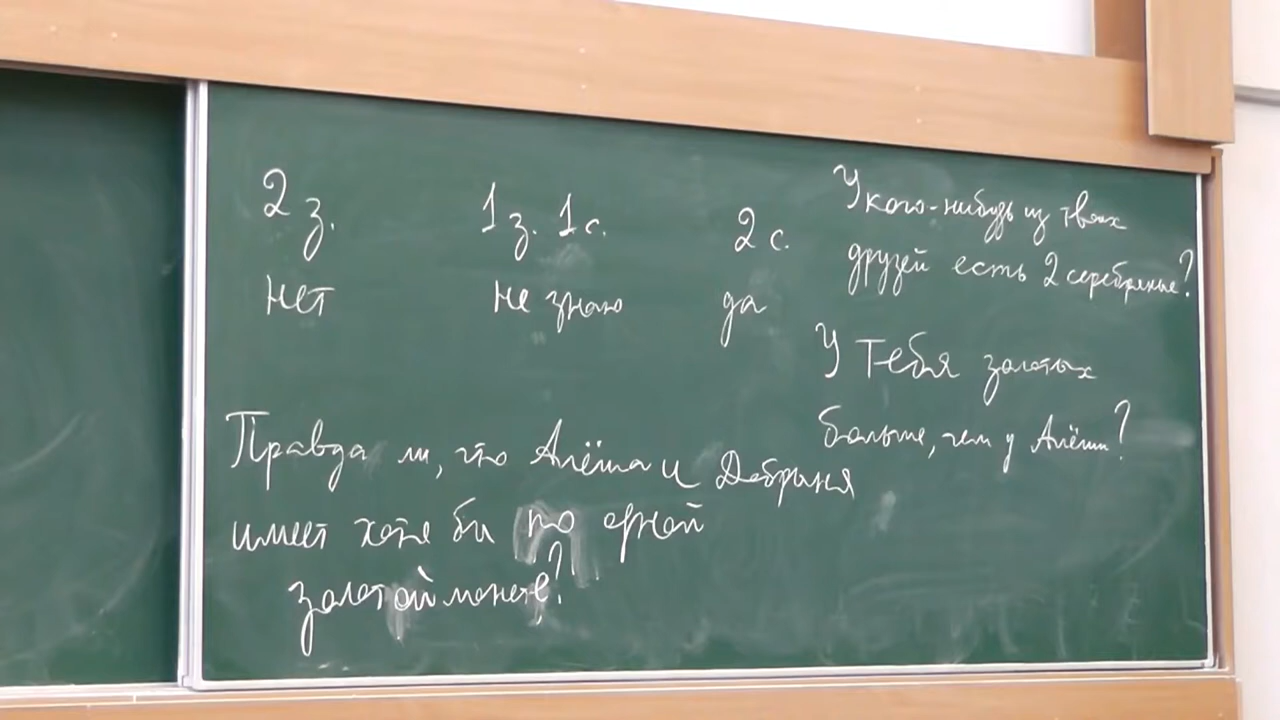 2 з. 1 з. 1 с. 2 с.
нет не знаю да
У кого-нибудь из твоих
друзей есть 2 серебряные?
У тебя золотых
больше, чем у Алёши?
Правда ли, что Алёша и Добрыня
имеет хотя бы по одной
золотой монете?